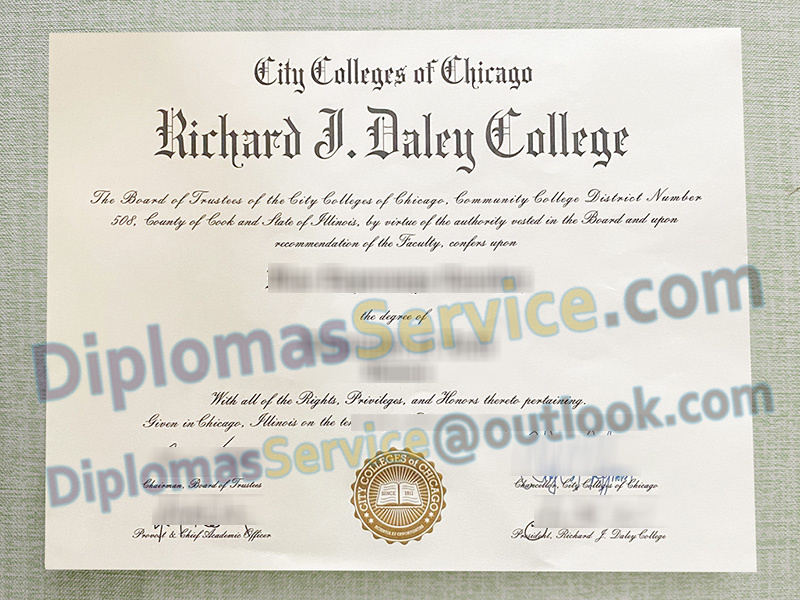 City Colleges of Chicago
Richard J. Daley College
The Board of Trustees of the City Colleges of Chicago, Community College District Number
508, County of Cook and State of Illinois, by virtue of the authority vested in the Board and upon
recommendation of the Faculty, confers upon
the degree of
DiplomasService.com
With all of the Rights, Privileges, and Honors thereto pertaining.
Given in Chicago, Illinois on the
DiplomasService@outlook.com
Chairman, Board of Trustees
Chancellor, City Colleges of Chicago
CITY COLLEGES of CHICAGO
SINCE 1911
Provost & Chief Academic Officer
President, Richard J. Daley College